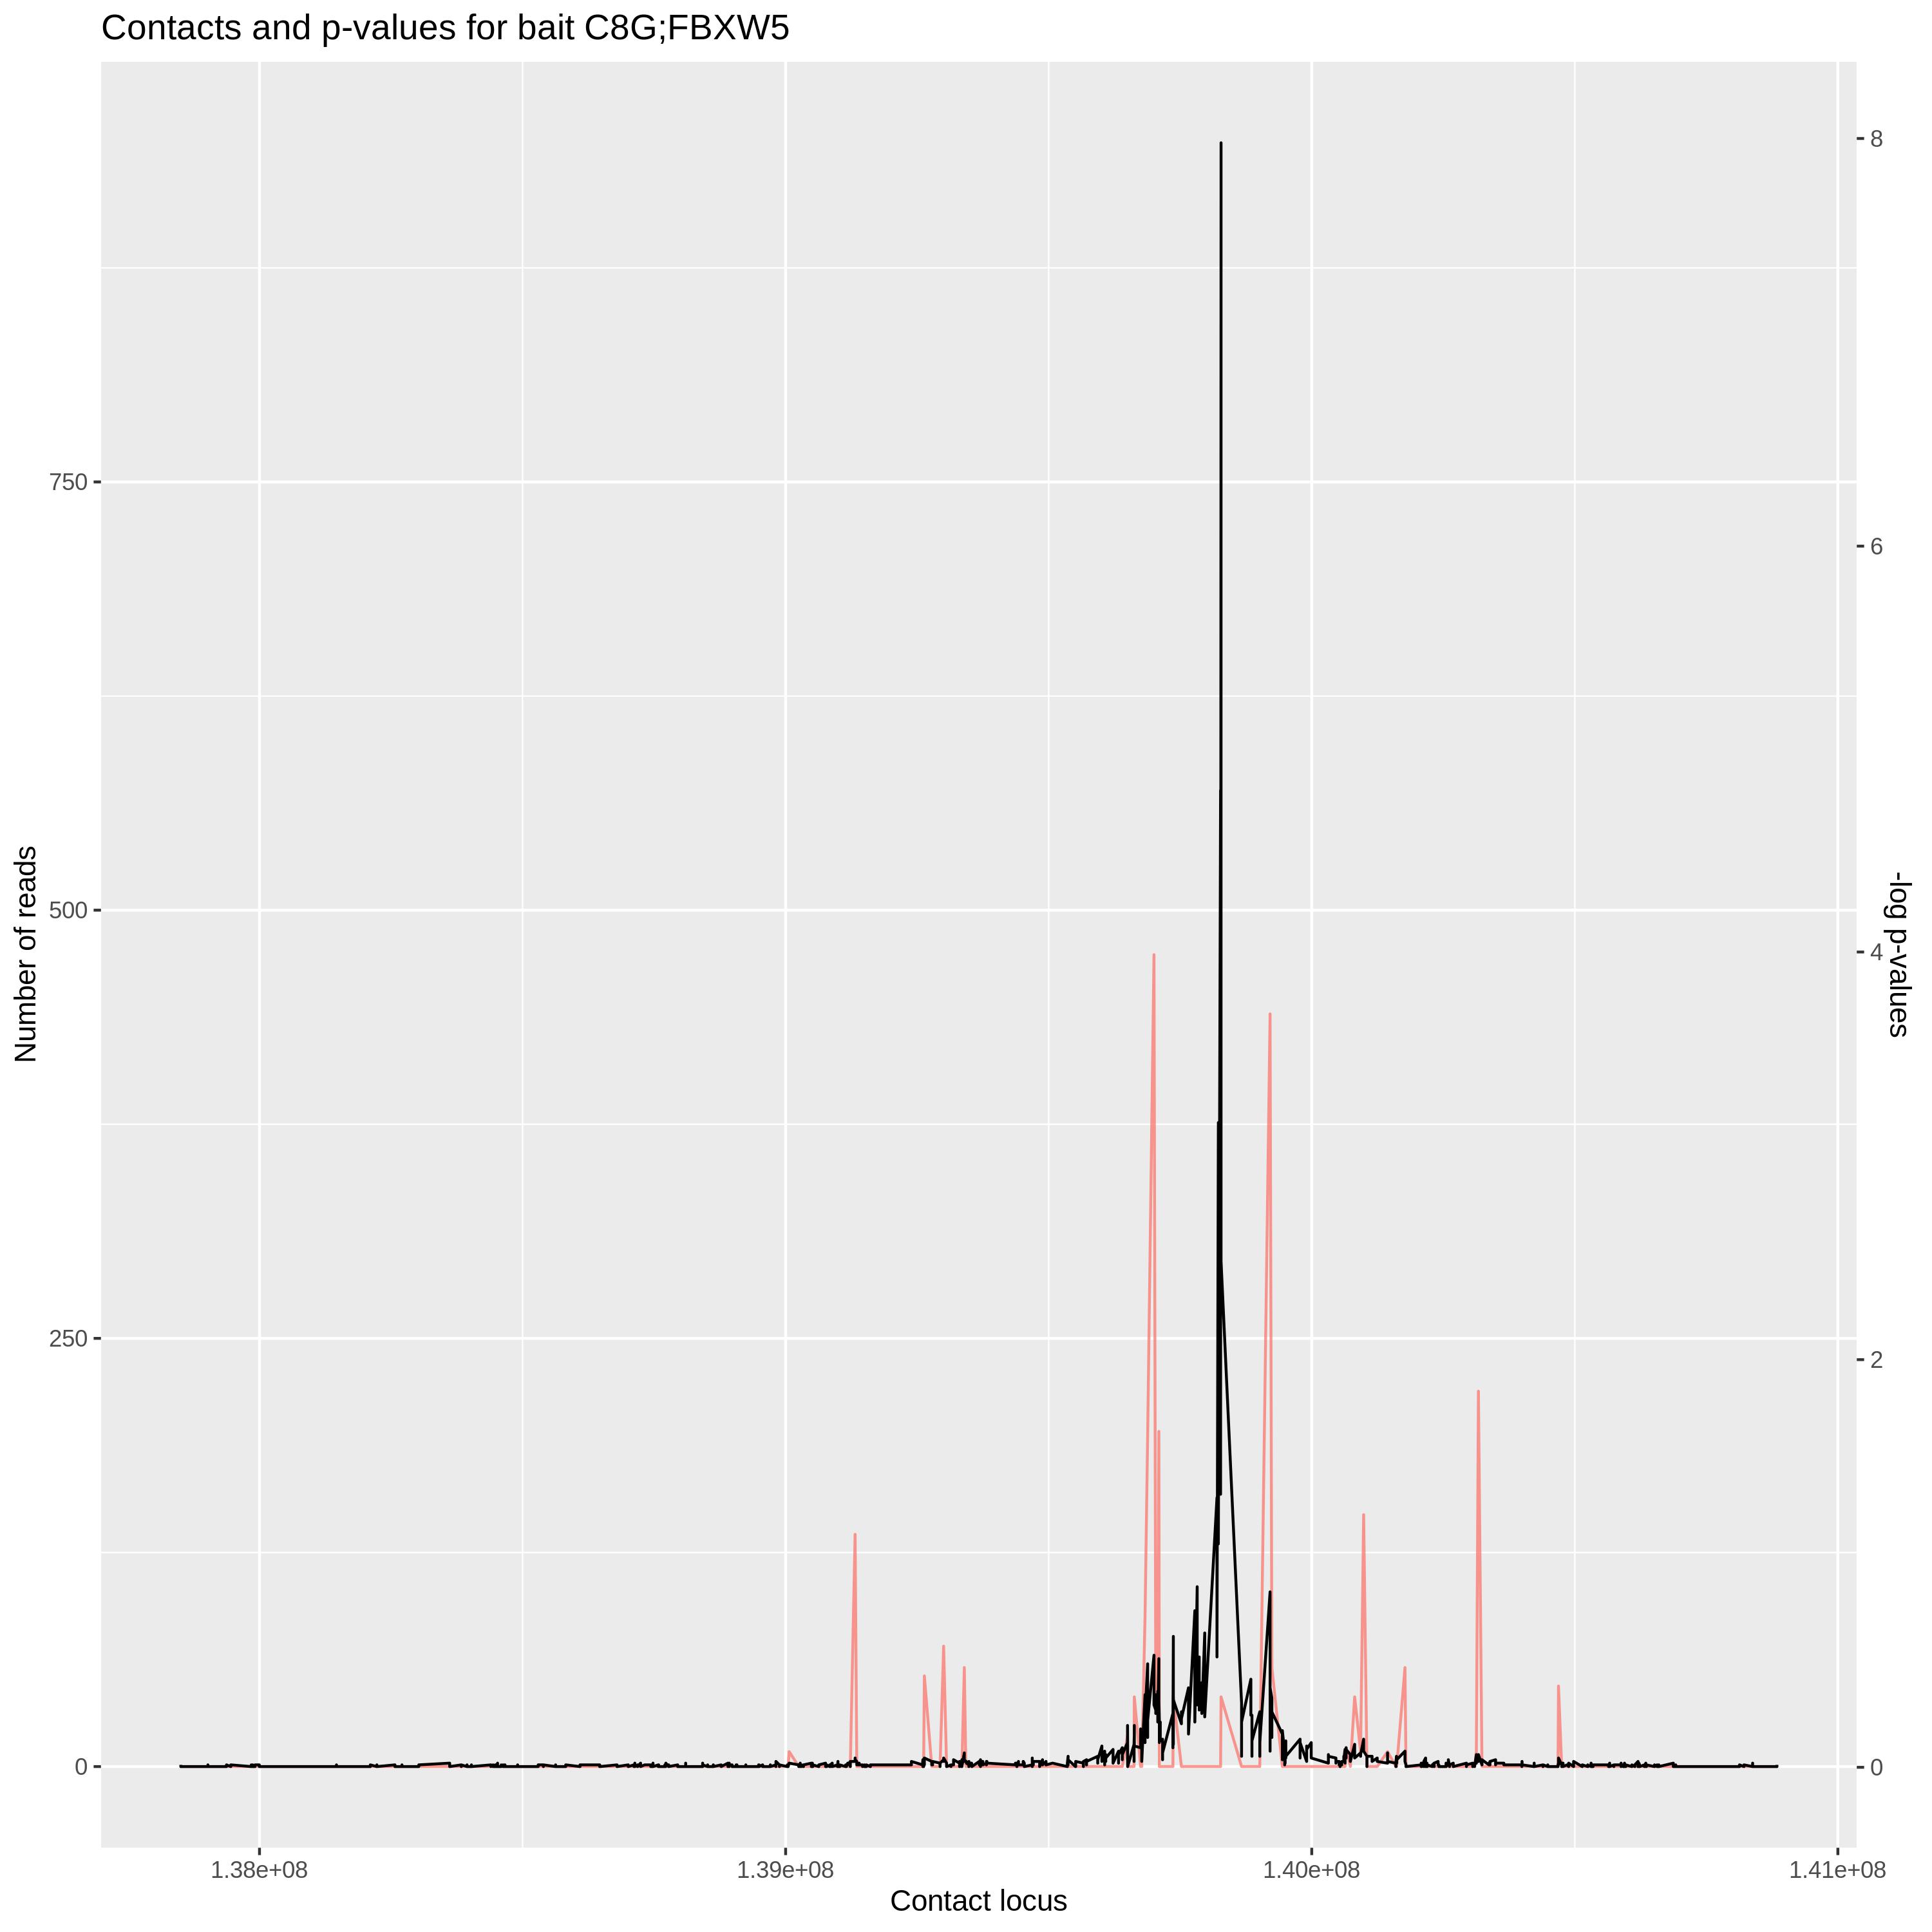 Contacts and p-values for bait C8G;FBXW5
Number of reads
750
500
250
0
8
6
4
2
0
-log p-values
1.38e+08
1.39e+08
1.40e+08
1.41e+08
Contact locus